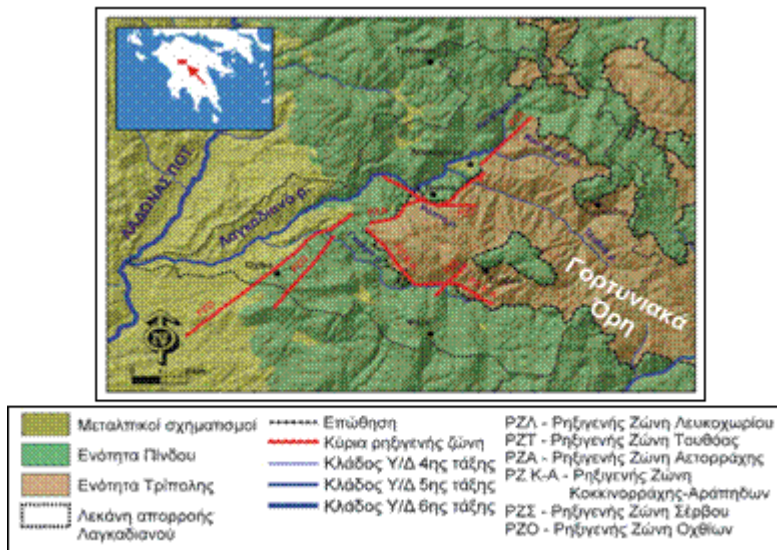 ΛΑΔΩΝΑΣ ΠΟΤ.
Λαγκαδιανό ρ.
Γορτυνιακά
Όρη
Μεταλπικοί σχηματισμοί
Ενότητα Πίνδου
Ενότητα Τρίπολης
Λεκάνη απορροής
Λαγκαδιανού
Επώθηση
Κύρια ρηξιγενής ζώνη
Κλάδος Υ/Δ 4ης τάξης
Κλάδος Υ/Δ 5ης τάξης
Κλάδος Υ/Δ 6ης τάξης
ΡΖΛ - Ρηξιγενής Ζώνη Λευκοχωρίου
ΡΖΤ - Ρηξιγενής Ζώνη Τουθόας
ΡΖΑ - Ρηξιγενής Ζώνη Αετορράχης
ΡΖ Κ-Α - Ρηξιγενής Ζώνη
Κοκκινορράχης-Αράπηδων
ΡΖΣ - Ρηξιγενής Ζώνη Σέρβου
ΡΖΟ - Ρηξιγενής Ζώνη Οχθίων